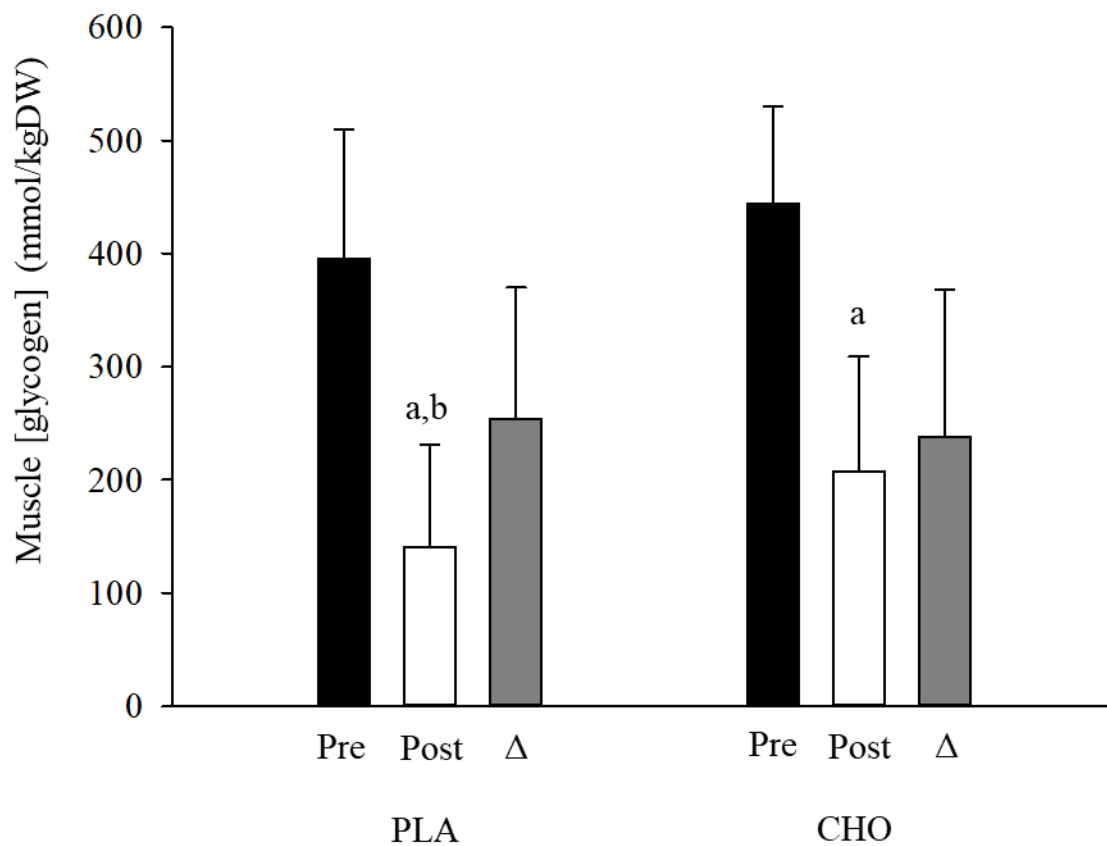 Muscle [glycogen] (mmol/kgDW)
600
500
400
300
200
100
0
a,b
a
Pre Post Δ Pre Post Δ
PLA CHO